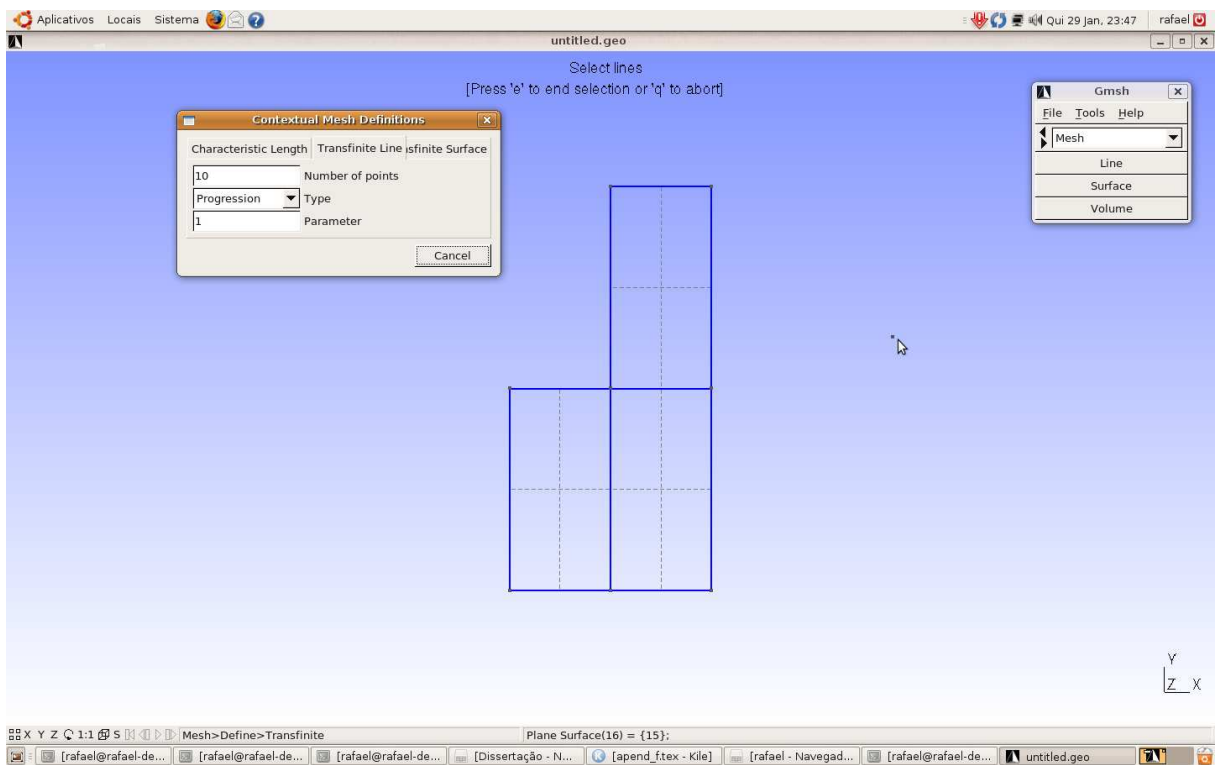 Aplicativos Locais Sistema
Qui 29 Jan, 23:47 rafael
untitled.geo
Select lines
[Press 'e' to end selection or 'q' to abort]
Contextual Mesh Definitions
Characteristic Length Transfinite Line sfinite Surface
10 Number of points
Progression Type
1 Parameter
Cancel
Gmsh
File Tools Help
Mesh
Line
Surface
Volume
Y
Z X
X Y Z 1:1 S Mesh>Define>Transfinite Plane Surface(16) = {15};
[rafael@rafael-de... [rafael@rafael-de... [rafael@rafael-de... [Dissertação - N... [apend_f.tex - Kile] [rafael - Navegad... [rafael@rafael-de... untitled.geo